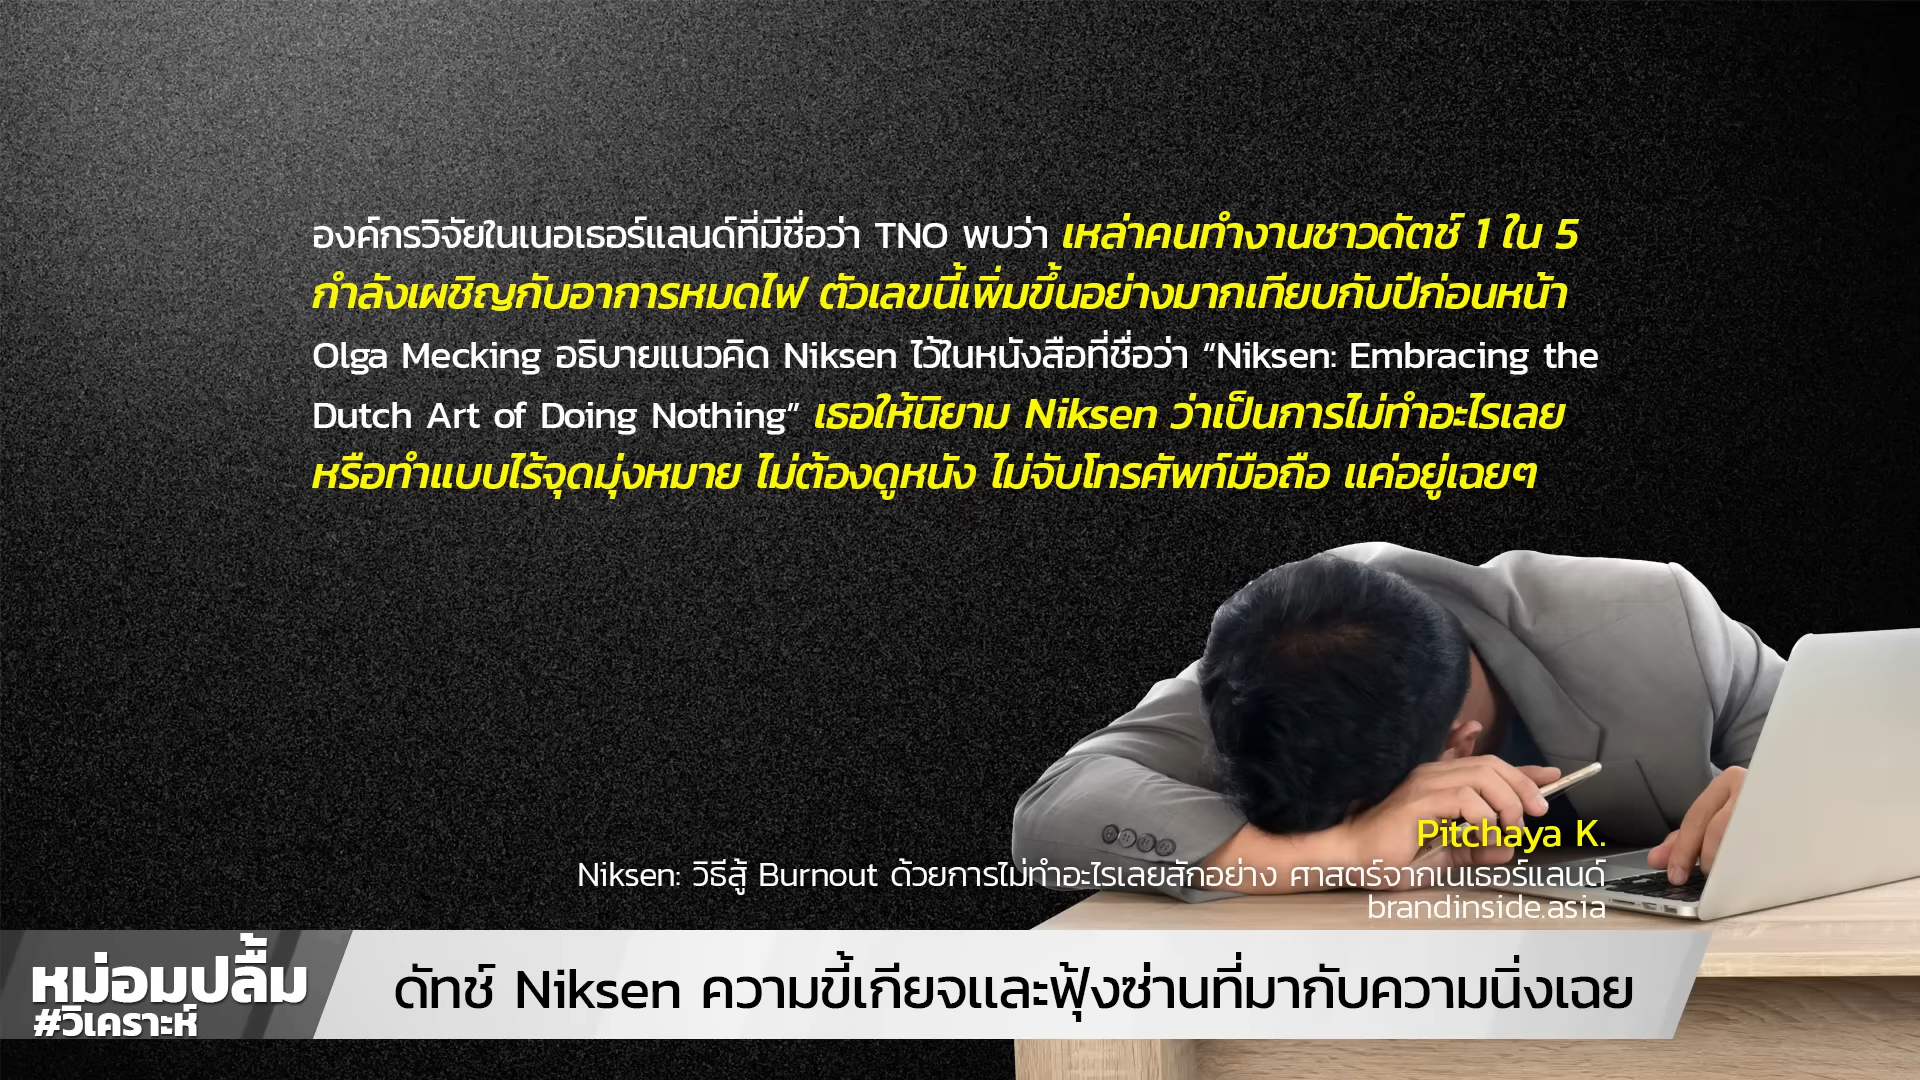 องค์กรวิจัยในเนอเธอร์แลนด์ที่มีชื่อว่า TNO พบว่า เหล่าคนทำงานชาวดัตช์ 1 ใน 5
กำลังเผชิญกับอาการหมดไฟ ตัวเลขนี้เพิ่มขึ้นอย่างมากเทียบกับปีก่อนหน้า
Olga Mecking อธิบายแนวคิด Niksen ไว้ในหนังสือที่ชื่อว่า “Niksen: Embracing the
Dutch Art of Doing Nothing” เธอให้นิยาม Niksen ว่าเป็นการไม่ทำอะไรเลย
หรือทำแบบไร้จุดมุ่งหมาย ไม่ต้องดูหนัง ไม่จับโทรศัพท์มือถือ แค่อยู่เฉยๆ
Pitchaya K.
Niksen: วิธีสู้ Burnout ด้วยการไม่ทำอะไรเลยสักอย่าง ศาสตร์จากเนเธอร์แลนด์
brandinside.asia
หม่อมปลื้ม
#วิเคราะห์
ดัทช์ Niksen ความขี้เกียจและฟุ้งซ่านที่มากับความนิ่งเฉย